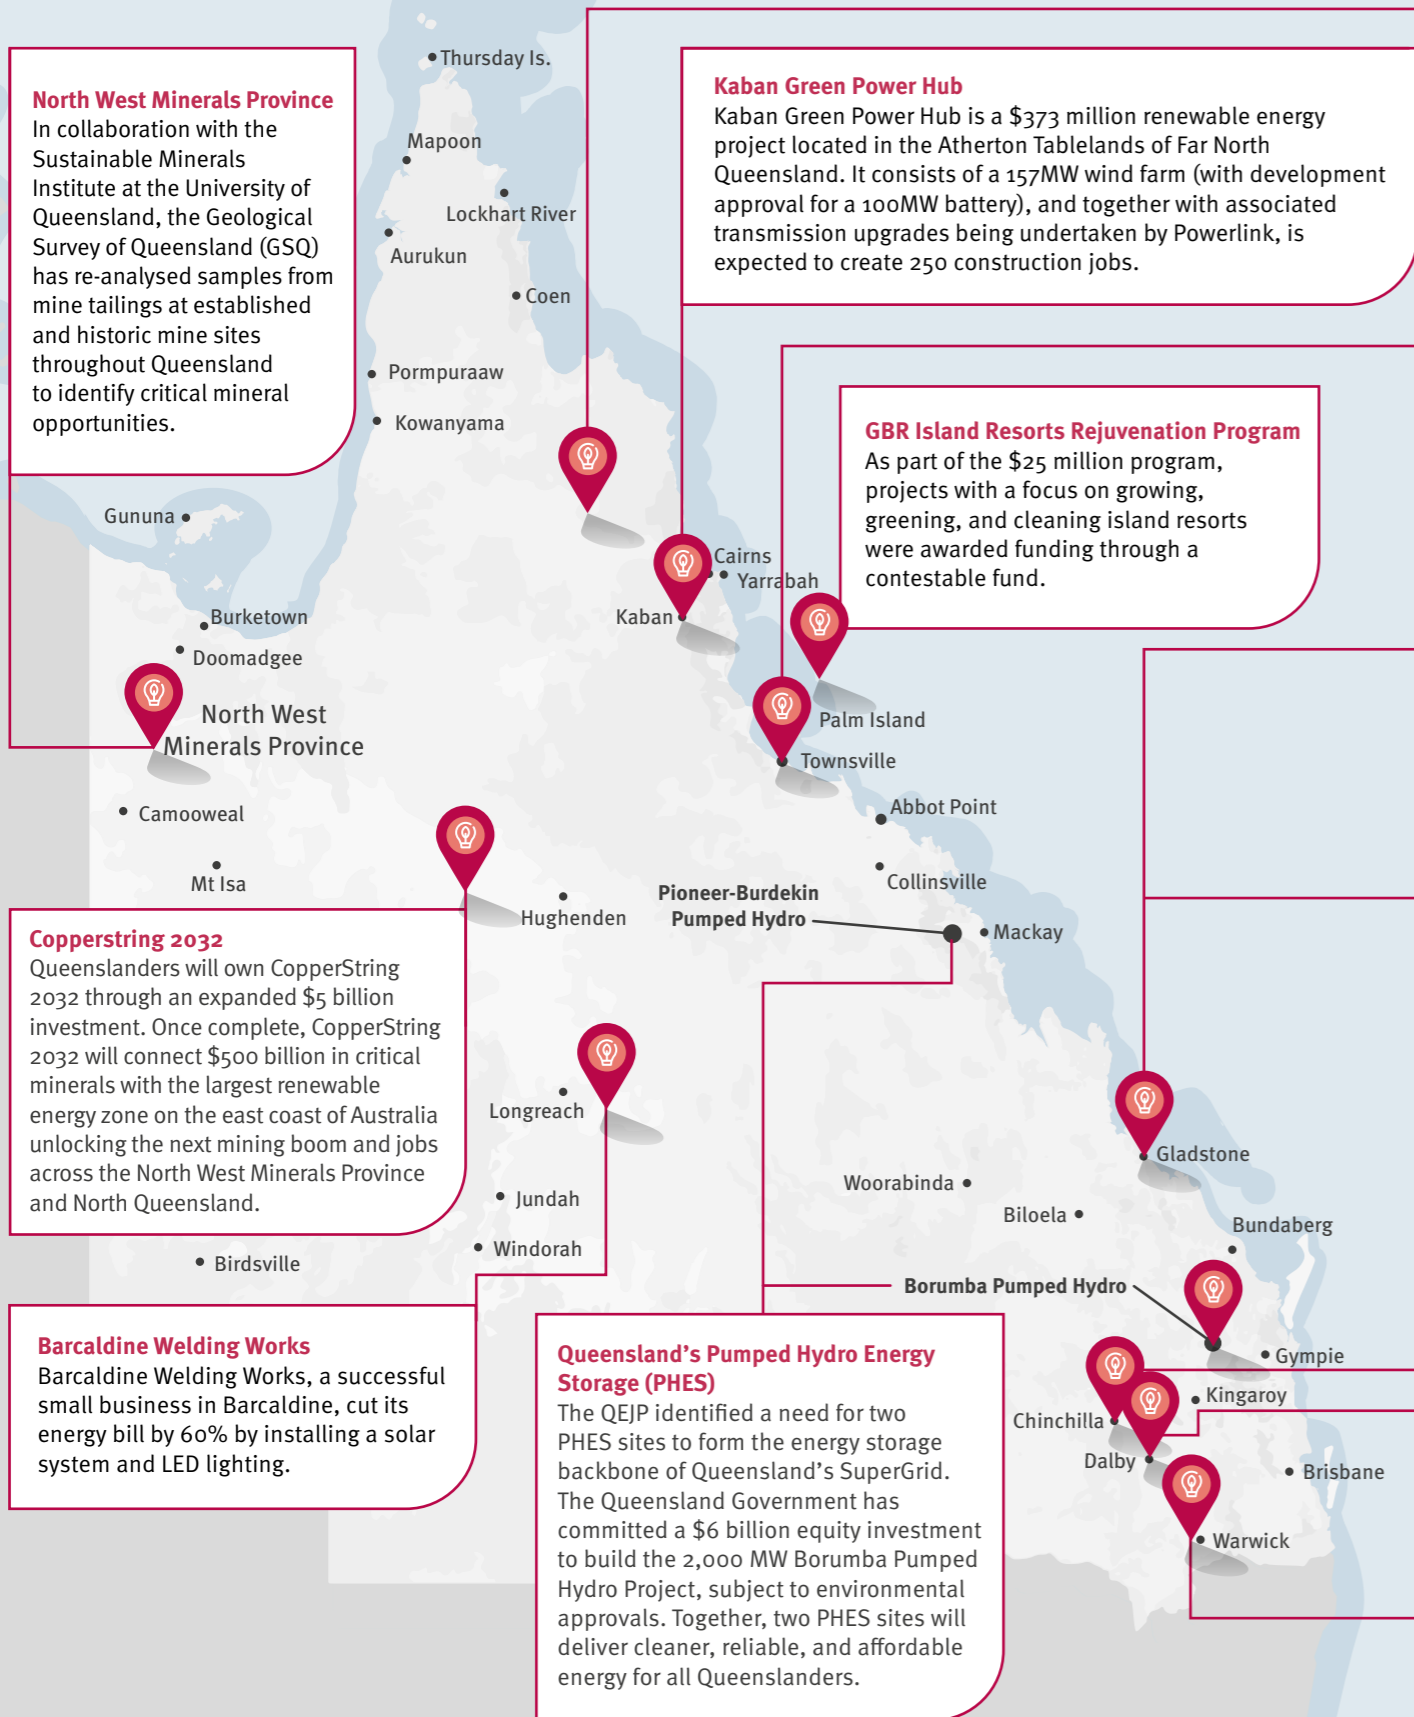 Thursday Is.
North West Minerals Province
In collaboration with the
Sustainable Minerals
Institute at the University of
Queensland, the Geological
Survey of Queensland (GSQ)
has re-analysed samples from
mine tailings at established
and historic mine sites
throughout Queensland
to identify critical mineral
opportunities.
Kaban Green Power Hub
Kaban Green Power Hub is a $373 million renewable energy
project located in the Atherton Tablelands of Far North
Queensland. It consists of a 157MW wind farm (with development
approval for a 100MW battery), and together with associated
transmission upgrades being undertaken by Powerlink, is
expected to create 250 construction jobs.
Mapoon
Lockhart River
Aurukun
Coen
Pormpuraaw
Kowanyama
GBR Island Resorts Rejuvenation Program
As part of the $25 million program,
projects with a focus on growing,
greening, and cleaning island resorts
were awarded funding through a
contestable fund.
Gununa
Cairns
Yarrabah
Kaban
Burketown
Doomadgee
North West
Minerals Province
Palm Island
Townsville
Camooweal
Abbot Point
Mt Isa
Collinsville
Hughenden
Pioneer-Burdekin
Pumped Hydro
Mackay
Copperstring 2032
Queenslanders will own CopperString
2032 through an expanded $5 billion
investment. Once complete, CopperString
2032 will connect $500 billion in critical
minerals with the largest renewable
energy zone on the east coast of Australia
unlocking the next mining boom and jobs
across the North West Minerals Province
and North Queensland.
Longreach
Gladstone
Woorabinda
Jundah
Biloela
Bundaberg
Windorah
Birdsville
Borumba Pumped Hydro
Gympie
Kingaroy
Chinchilla
Dalby
Brisbane
Warwick
Barcaldine Welding Works
Barcaldine Welding Works, a successful
small business in Barcaldine, cut its
energy bill by 60% by installing a solar
system and LED lighting.
Queensland's Pumped Hydro Energy
Storage (PHES)
The QEJP identified a need for two
PHES sites to form the energy storage
backbone of Queensland's SuperGrid.
The Queensland Government has
committed a $6 billion equity investment
to build the 2,000 MW Borumba Pumped
Hydro Project, subject to environmental
approvals. Together, two PHES sites will
deliver cleaner, reliable, and affordable
energy for all Queenslanders.